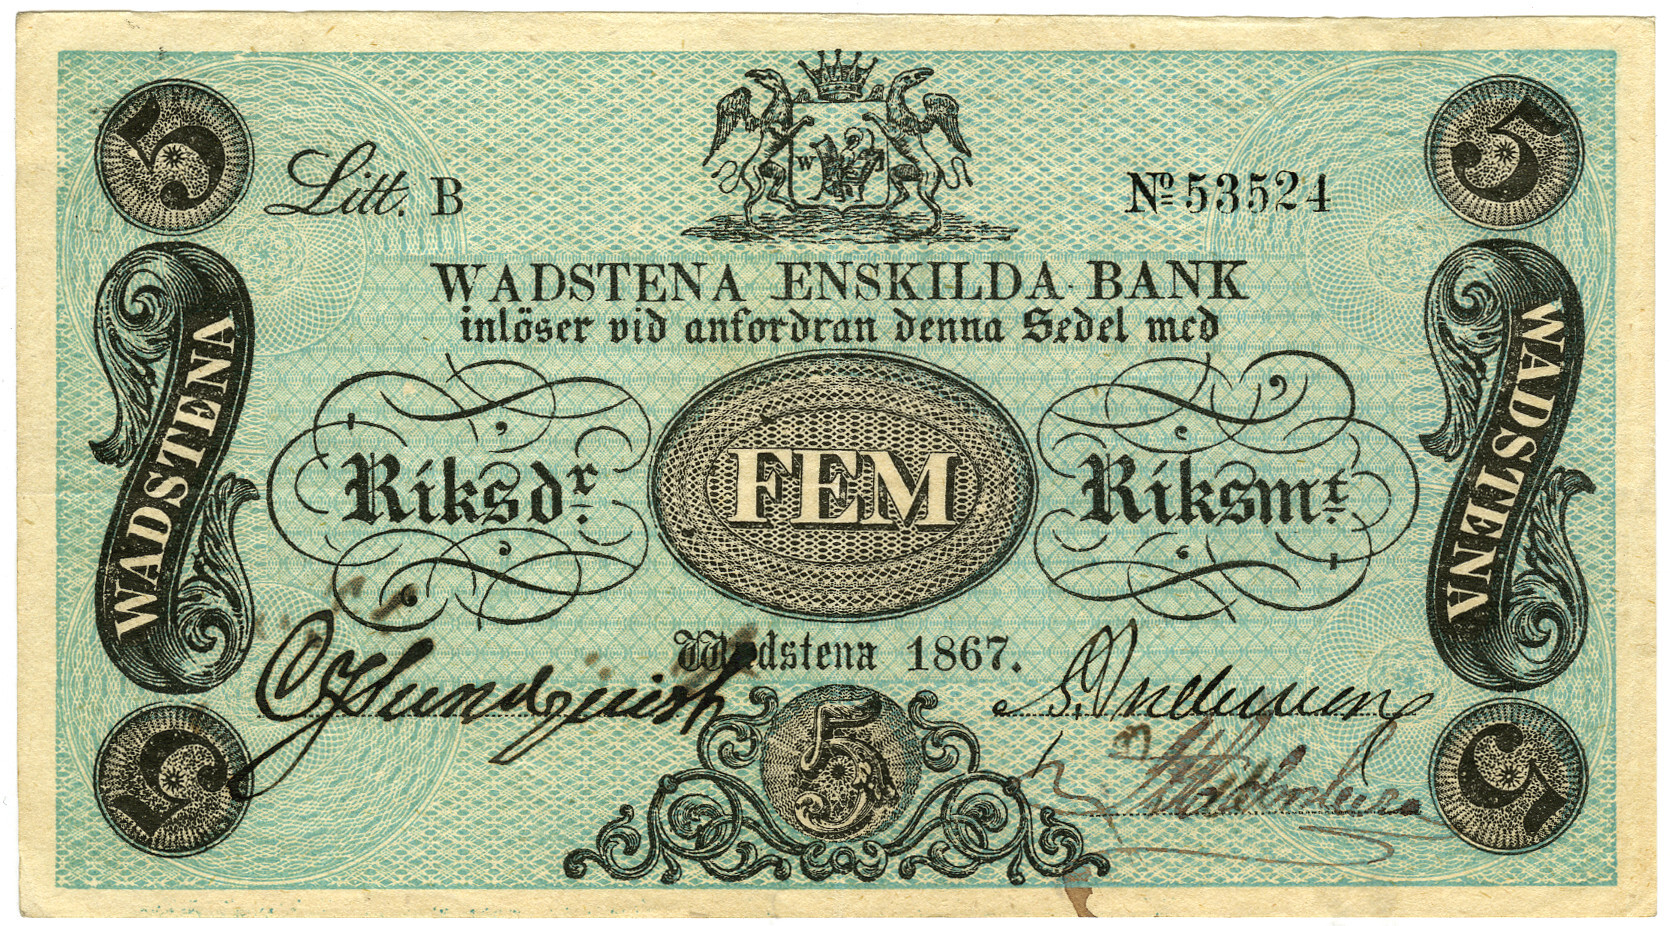 5 5
Litt. B № 53524
W
WADSTENA ENSKILDA BANK
inlöser vid anfordran denna Sedel med
WADSTENA WADSTENA
Riksdr. FEM Riksmt.
Wadstena 1867.
5 5 5